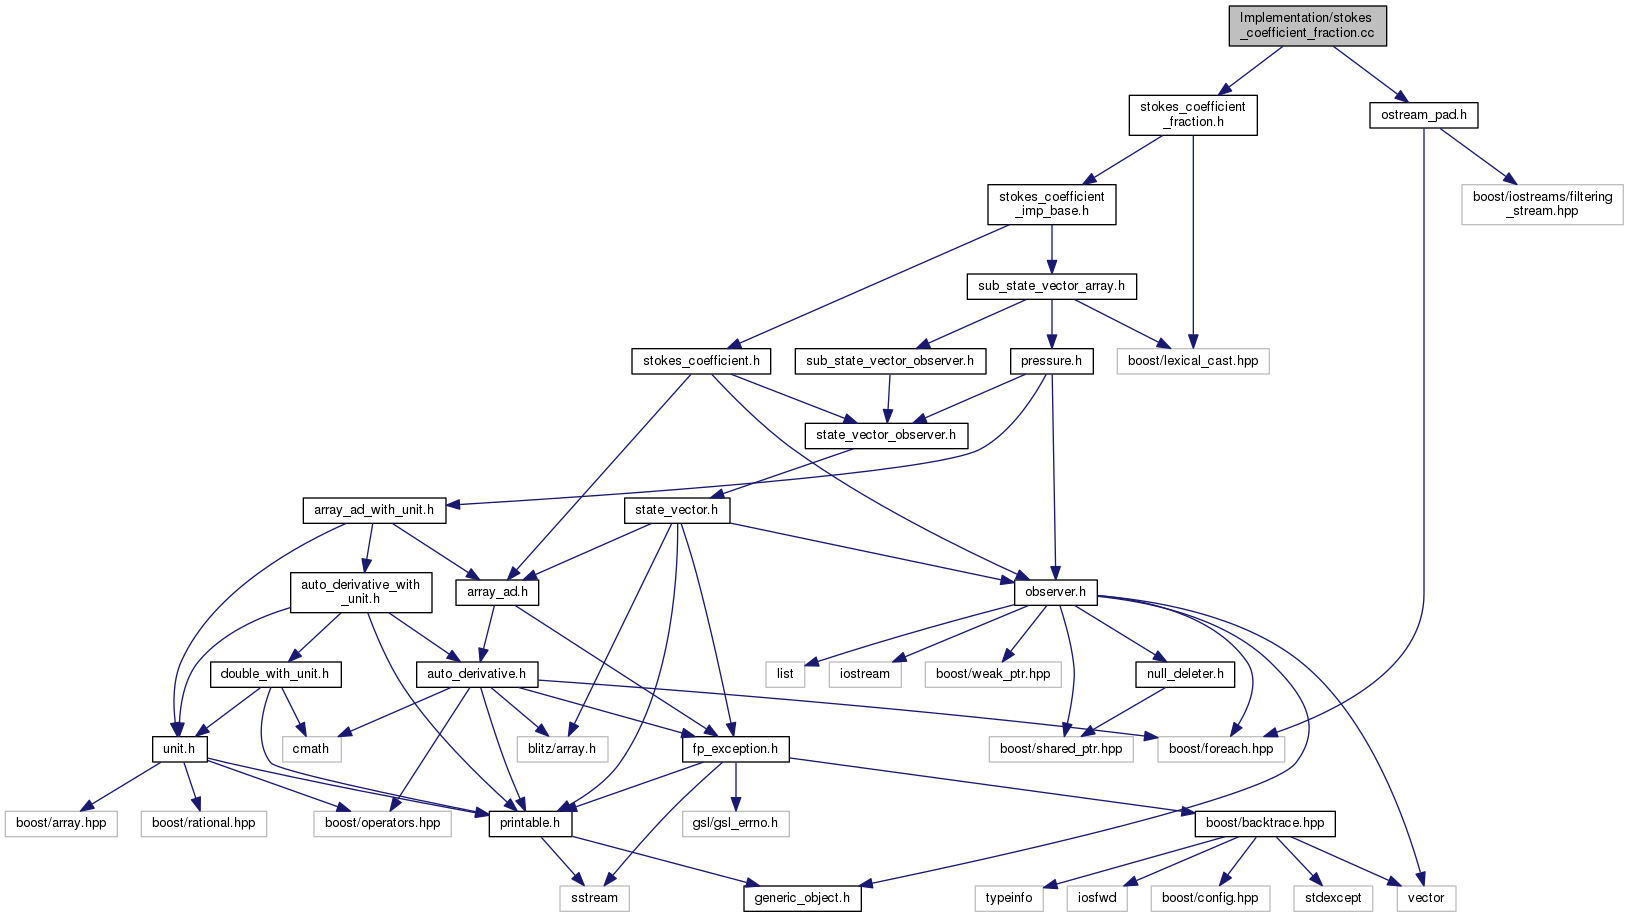 Implementation/stokes
_coefficient_fraction.cc
stokes_coefficient
_fraction.h
ostream_pad.h
stokes_coefficient
_imp_base.h
boost/iostreams/filtering
_stream.hpp
sub_state_vector_array.h
stokes_coefficient.h
sub_state_vector_observer.h
pressure.h
boost/lexical_cast.hpp
state_vector_observer.h
array_ad_with_unit.h
state_vector.h
auto_derivative_with
_unit.h
array_ad.h
observer.h
double_with_unit.h
auto_derivative.h
list
iostream
boost/weak_ptr.hpp
null_deleter.h
unit.h
cmath
blitz/array.h
fp_exception.h
boost/shared_ptr.hpp
boost/foreach.hpp
boost/array.hpp
boost/rational.hpp
boost/operators.hpp
printable.h
gsl/gsl_errno.h
boost/backtrace.hpp
sstream
generic_object.h
typeinfo
iosfwd
boost/config.hpp
stdexcept
vector